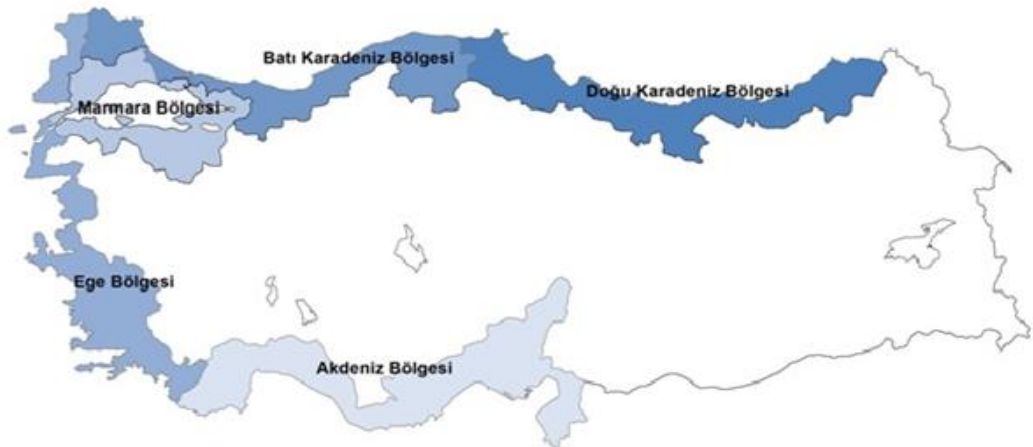 Batı Karadeniz Bölgesi
Doğu Karadeniz Bölgesi
Marmara Bölgesi
Ege Bölgesi
Akdeniz Bölgesi